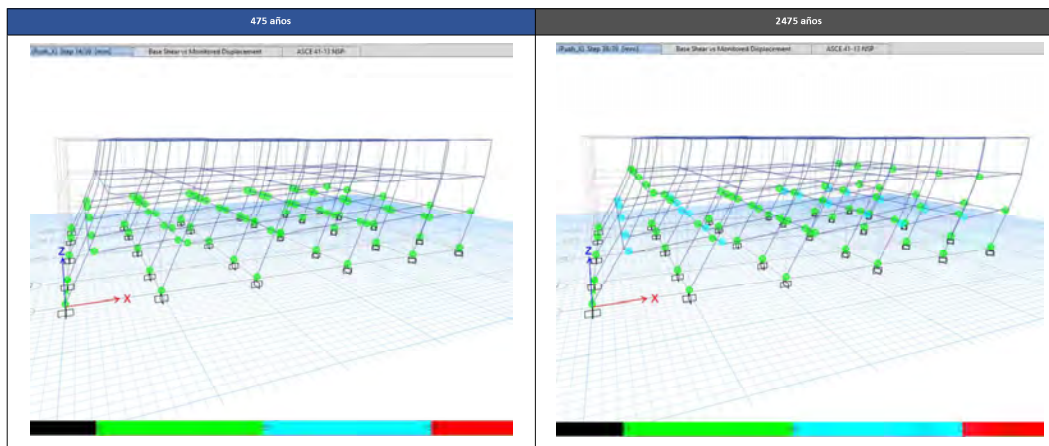 475 años
2475 años
Base Shear vs Monitored Displacement
ASCE 41-13 NSP
Base Shear vs Monitored Displacement
ASCE 41-13 NSP
Z
X
Z
X